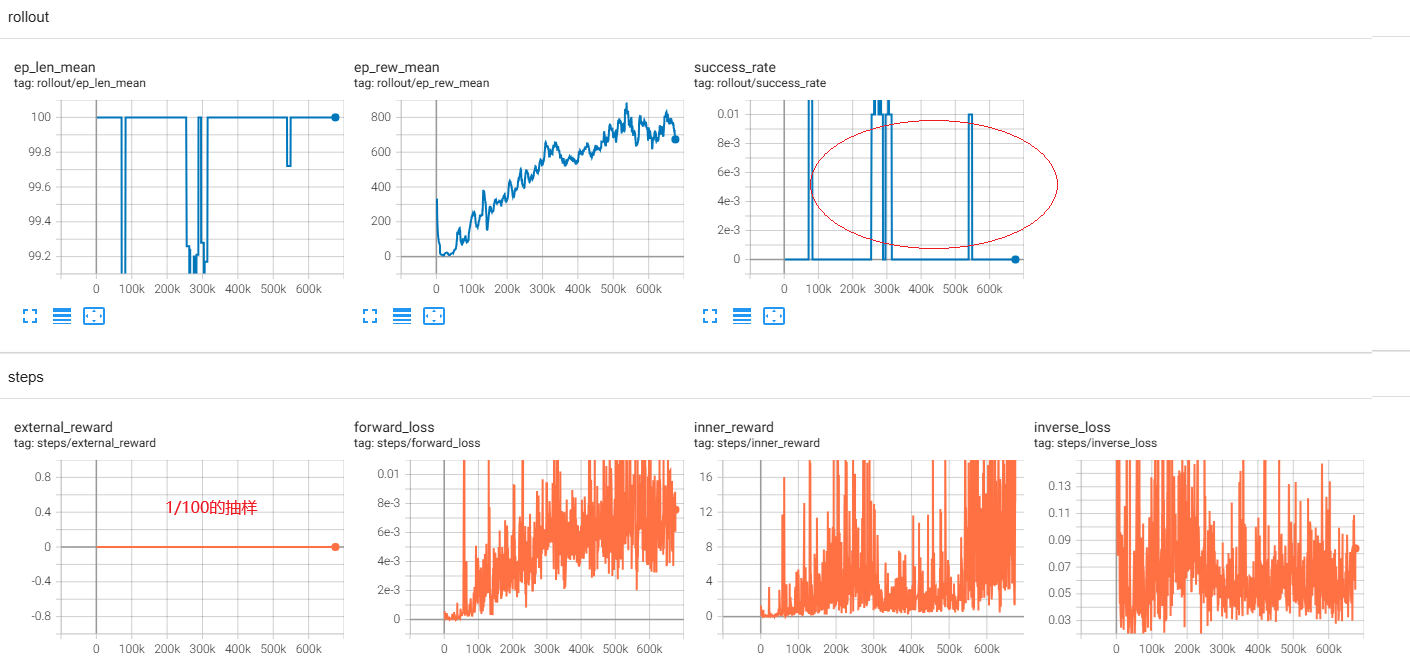 rollout
ep_len_mean
tag: rollout/ep_len_mean
100
99.8
99.6
99.4
99.2
0 100k 200k 300k 400k 500k 600k
ep_rew_mean
tag: rollout/ep_rew_mean
800
600
400
200
0
0 100k 200k 300k 400k 500k 600k
success_rate
tag: rollout/success_rate
0.01
8e-3
6e-3
4e-3
2e-3
0
0 100k 200k 300k 400k 500k 600k
steps
external_reward
tag: steps/external_reward
0.8
0.4
0
-0.4
-0.8
1/100的抽样
0 100k 200k 300k 400k 500k 600k
forward_loss
tag: steps/forward_loss
0.01
8e-3
6e-3
4e-3
2e-3
0
0 100k 200k 300k 400k 500k 600k
inner_reward
tag: steps/inner_reward
16
12
8
4
0
0 100k 200k 300k 400k 500k 600k
inverse_loss
tag: steps/inverse_loss
0.13
0.11
0.09
0.07
0.05
0.03
0 100k 200k 300k 400k 500k 600k